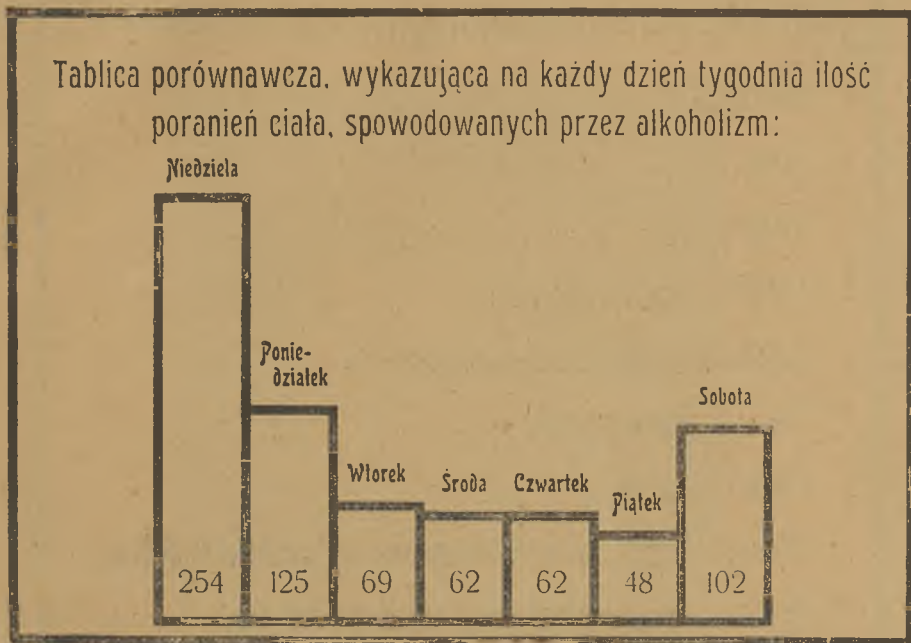 Tablica porównawcza, wykazująca na każdy dzień tygodnia ilość
poranień ciała, spowodowanych przez alkoholizm:
Niedziela
Ponie-
działek
Wtorek
Środa
Czwartek
Piątek
Sobota
254
125
69
62
62
48
102